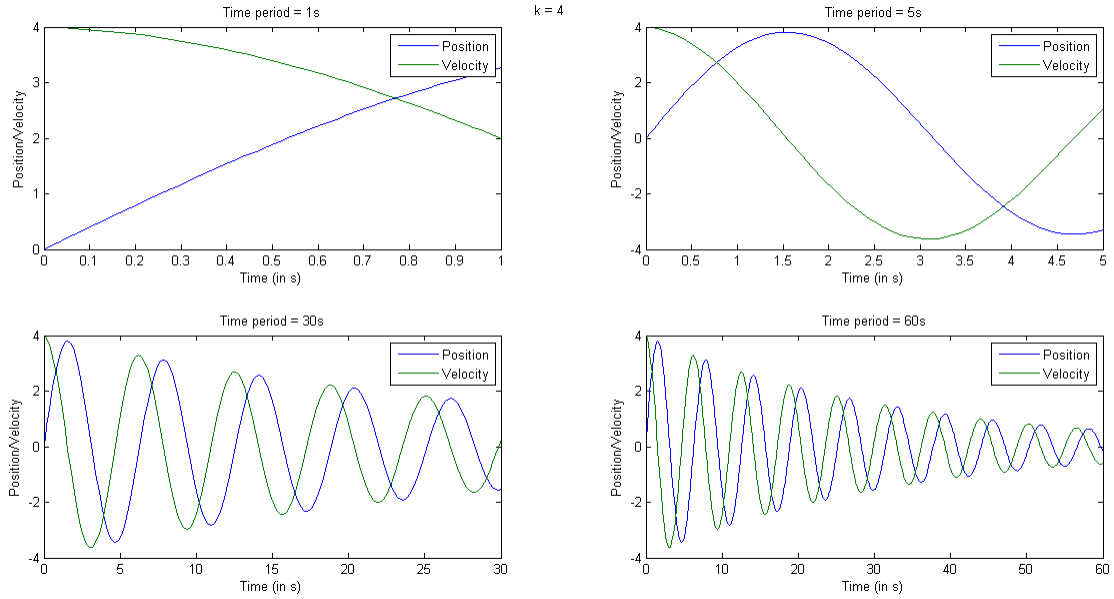 k = 4
Time period = 1s
Position/Velocity
4
3
2
1
0
Position
Velocity
0 0.1 0.2 0.3 0.4 0.5 0.6 0.7 0.8 0.9 1
Time (in s)
Time period = 5s
Position/Velocity
4
2
0
-2
-4
Position
Velocity
0 0.5 1 1.5 2 2.5 3 3.5 4 4.5 5
Time (in s)
Time period = 30s
Position/Velocity
4
2
0
-2
-4
Position
Velocity
0 5 10 15 20 25 30
Time (in s)
Time period = 60s
Position/Velocity
4
2
0
-2
-4
Position
Velocity
0 10 20 30 40 50 60
Time (in s)